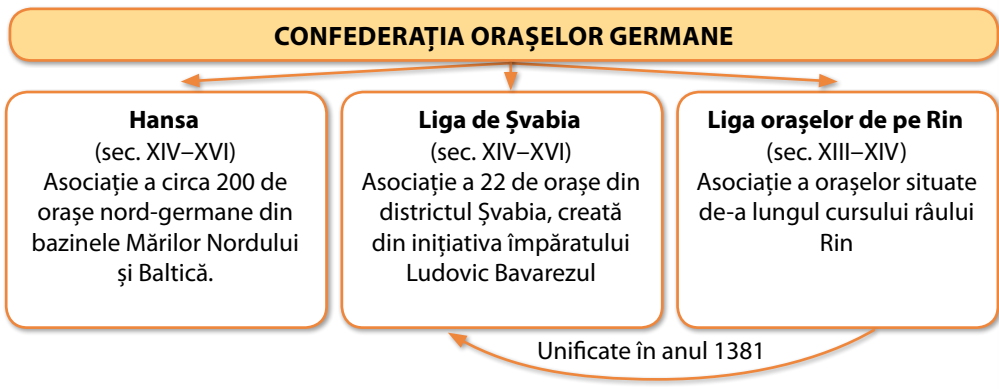 CONFEDERAȚIA ORAȘELOR GERMANE
Hansa
(sec. XIV–XVI)
Asociație a circa 200 de
orașe nord-germane din
bazinele Mărilor Nordului
și Baltică.
Liga de Șvabia
(sec. XIV–XVI)
Asociație a 22 de orașe din
districtul Șvabia, creată
din inițiativa împăratului
Ludovic Bavarezul
Liga orașelor de pe Rin
(sec. XIII–XIV)
Asociație a orașelor situate
de-a lungul cursului râului
Rin
Unificate în anul 1381